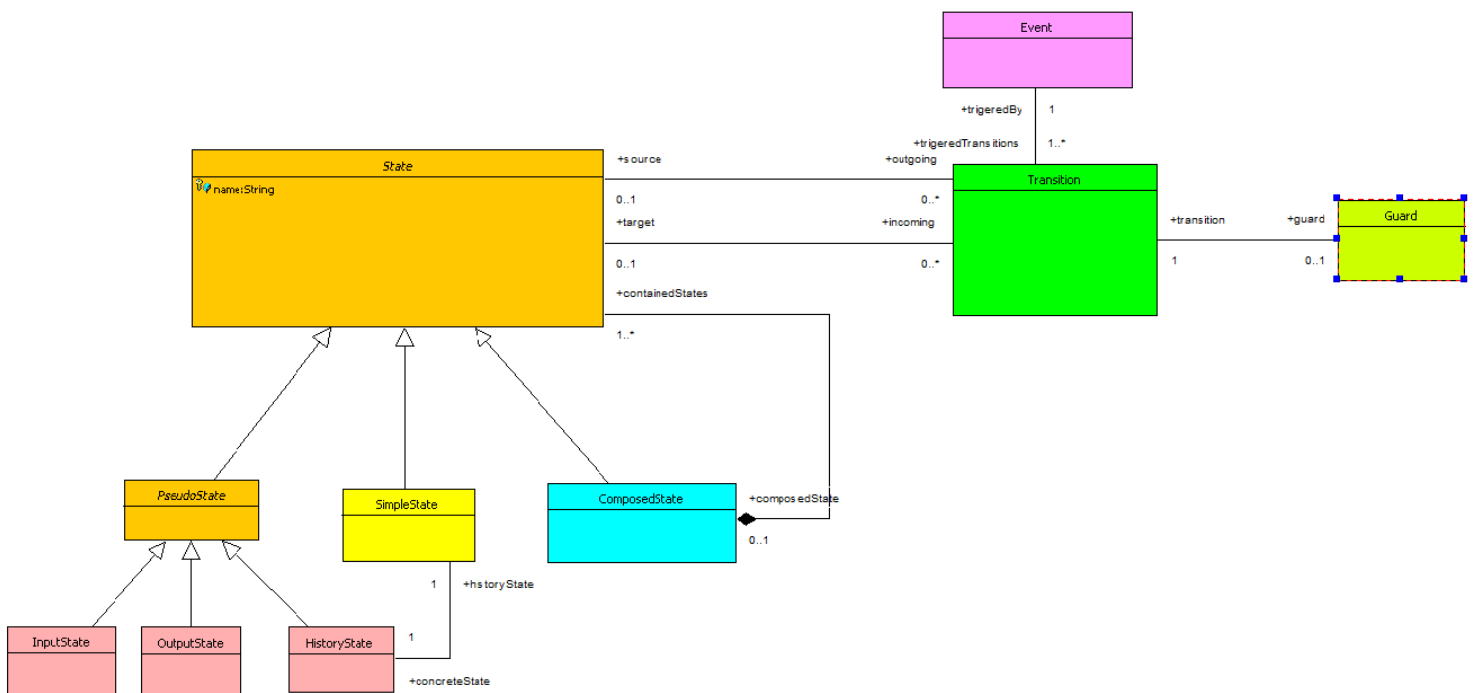 Event
+trigeredBy 1
+trigeredTransitions 1..*
State
name:String
+source +outgoing
0..1 0..*
+target +incoming
0..1 0..*
+containedStates
1..*
Transition
+transition +guard
1 0..1
Guard
PseudoState
SimpleState
ComposedState
+composedState
0..1
1 +hstoryState
InputState
OutputState
HistoryState
1
+concreteState